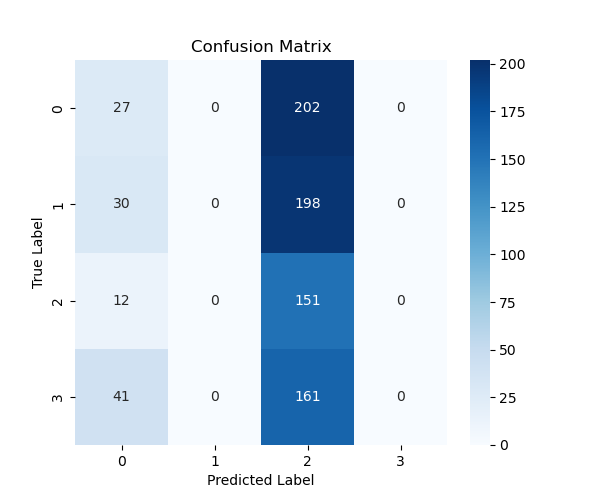 Confusion Matrix
True Label
0 27 0 202 0
1 30 0 198 0
2 12 0 151 0
3 41 0 161 0
0 1 2 3
Predicted Label
200
175
150
125
100
75
50
25
0